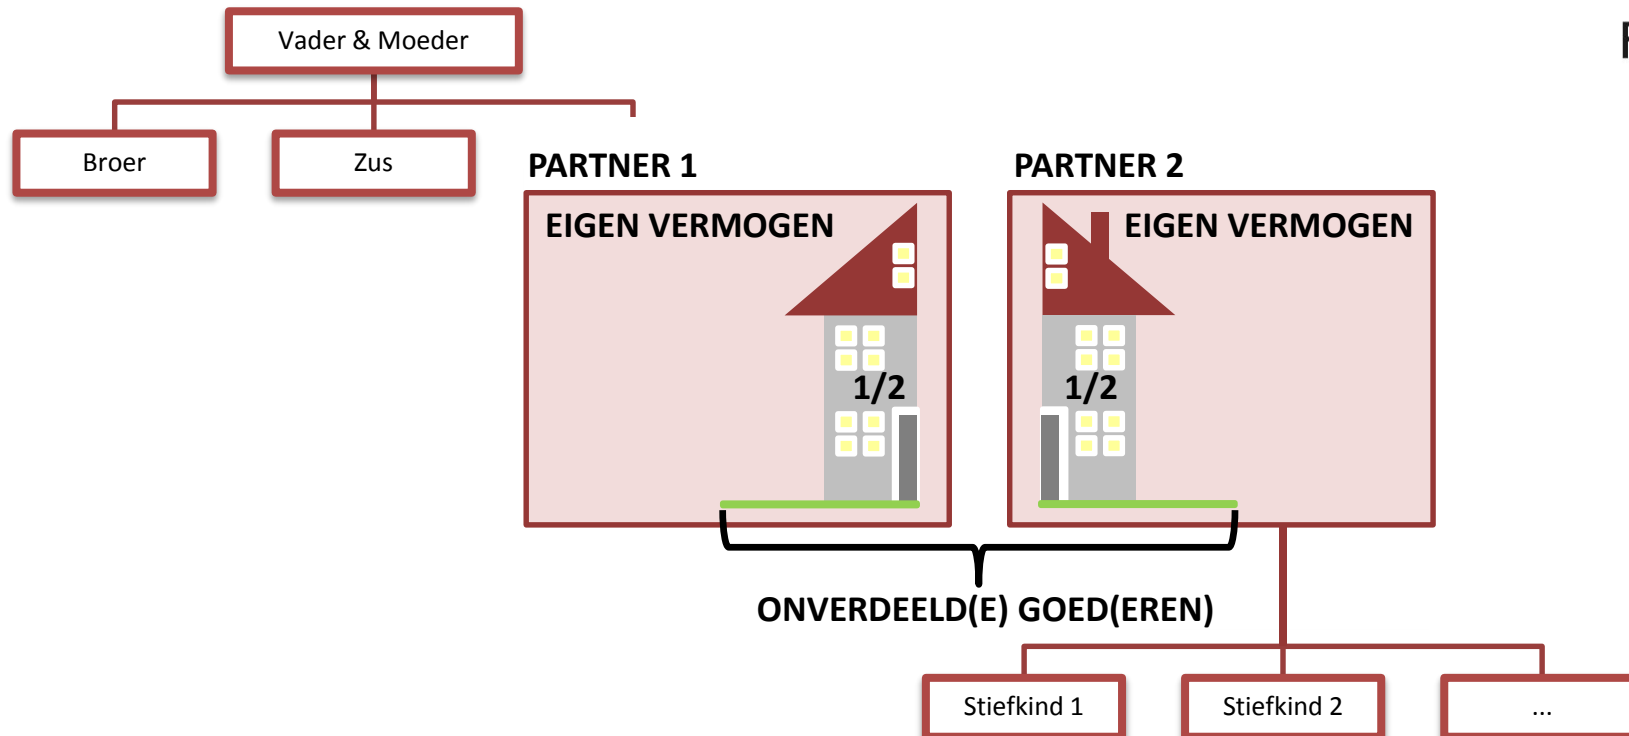 Vader & Moeder
Broer
Zus
PARTNER 1
PARTNER 2
EIGEN VERMOGEN
EIGEN VERMOGEN
1/2
1/2
ONVERDEELD(E) GOED(EREN)
Stiefkind 1
Stiefkind 2
...